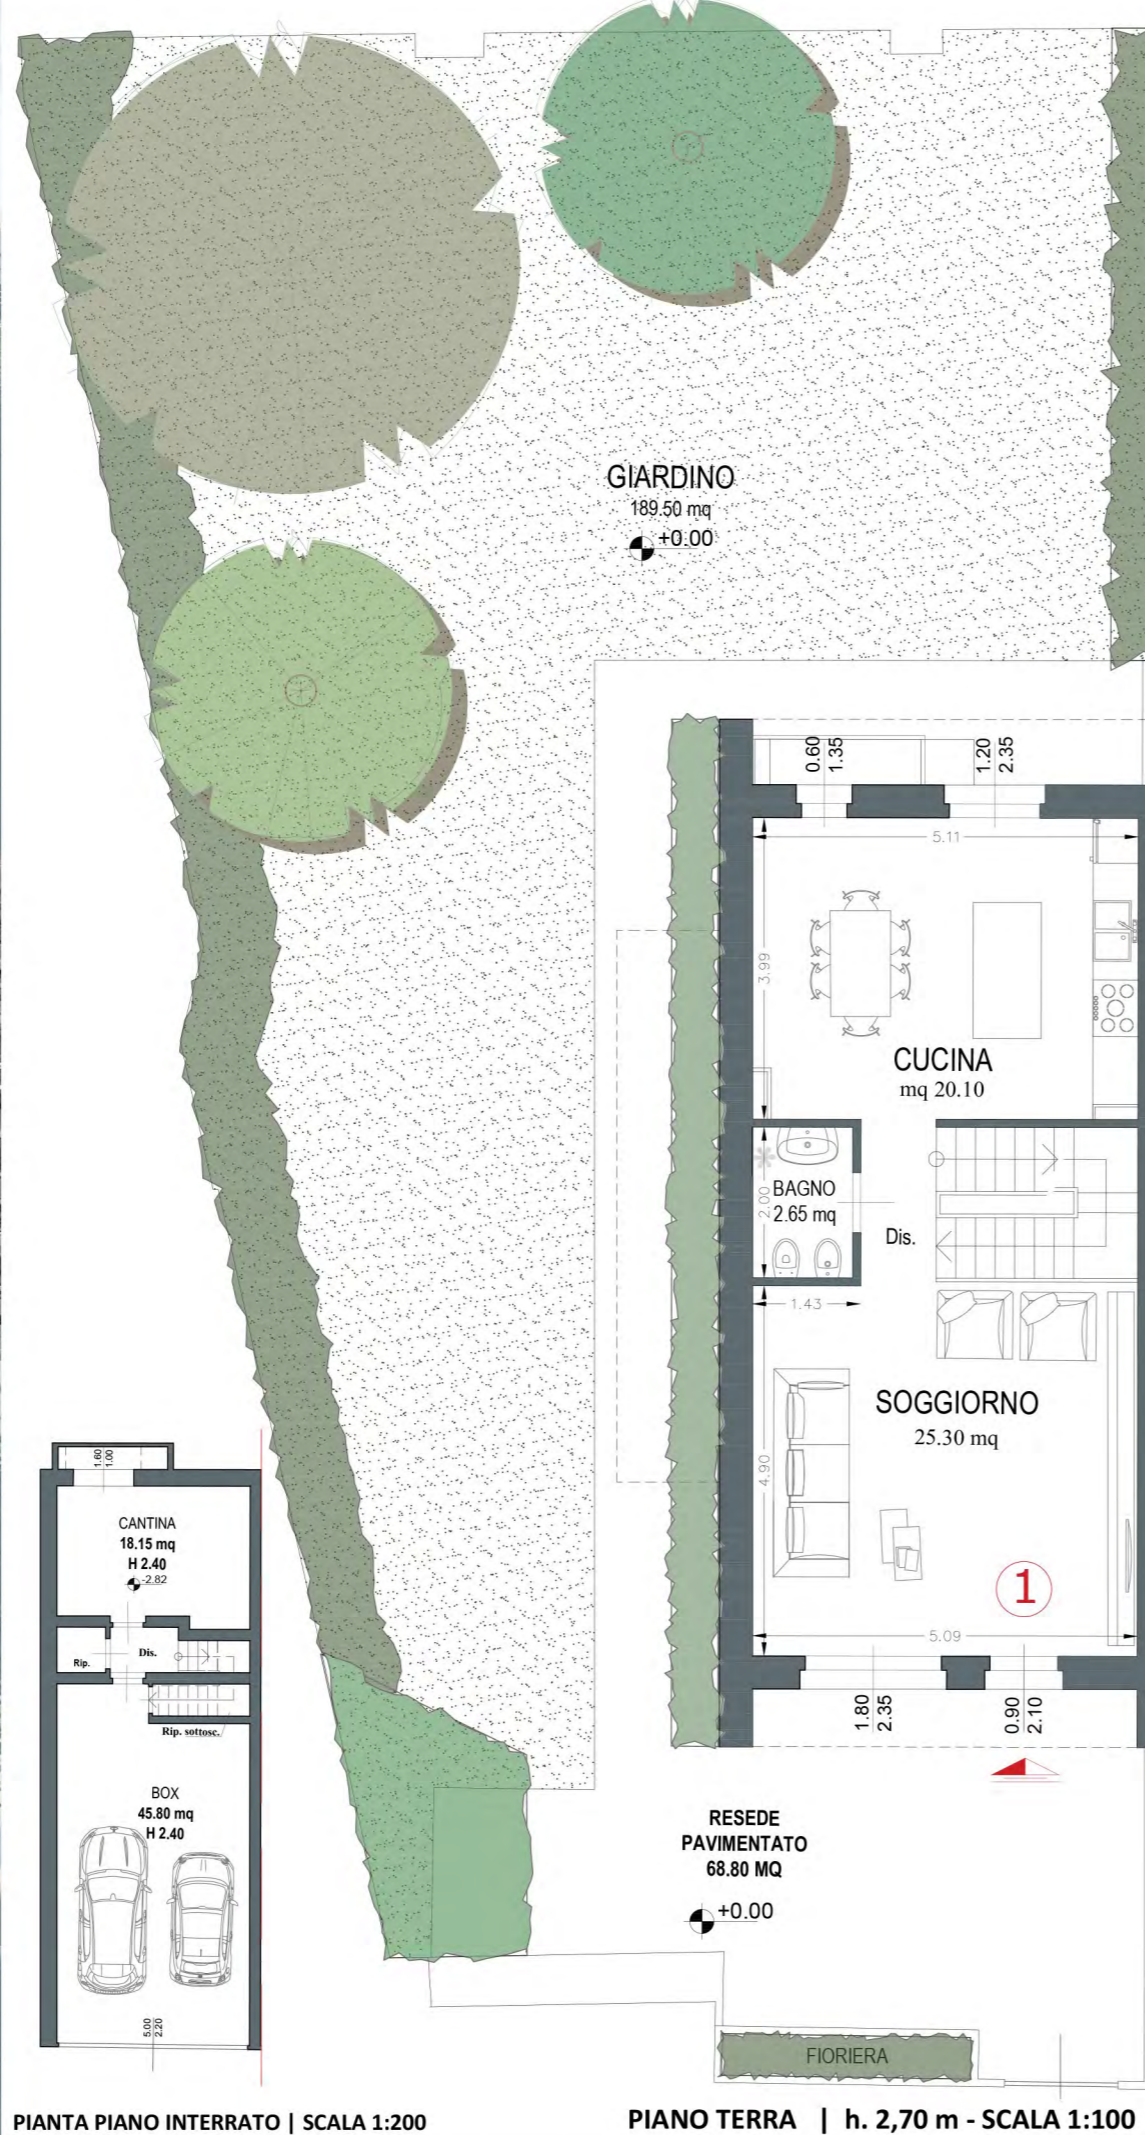 GIARDINO
189.50 mq
+0.00
0.60
1.35
1.20
2.35
5.11
3.99
CUCINA
mq 20.10
2.00
BAGNO
2.65 mq
Dis.
1.43
SOGGIORNO
25.30 mq
4.90
1
5.09
1.80
2.35
0.90
2.10
RESEDE
PAVIMENTATO
68.80 MQ
+0.00
FIORIERA
PIANO TERRA | h. 2,70 m - SCALA 1:100
1.60
1.00
CANTINA
18.15 mq
H 2.40
-2.82
Rip.
Dis.
Rip. sottosc.
BOX
45.80 mq
H 2.40
5.00
2.20
PIANTA PIANO INTERRATO | SCALA 1:200